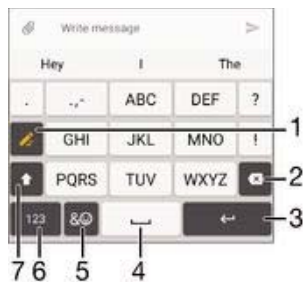 Write message
Hey I The
. .,- ABC DEF ?
GHI JKL MNO ! 1
PQRS TUV WXYZ 2
123 &☺ 3
7 6 5 4